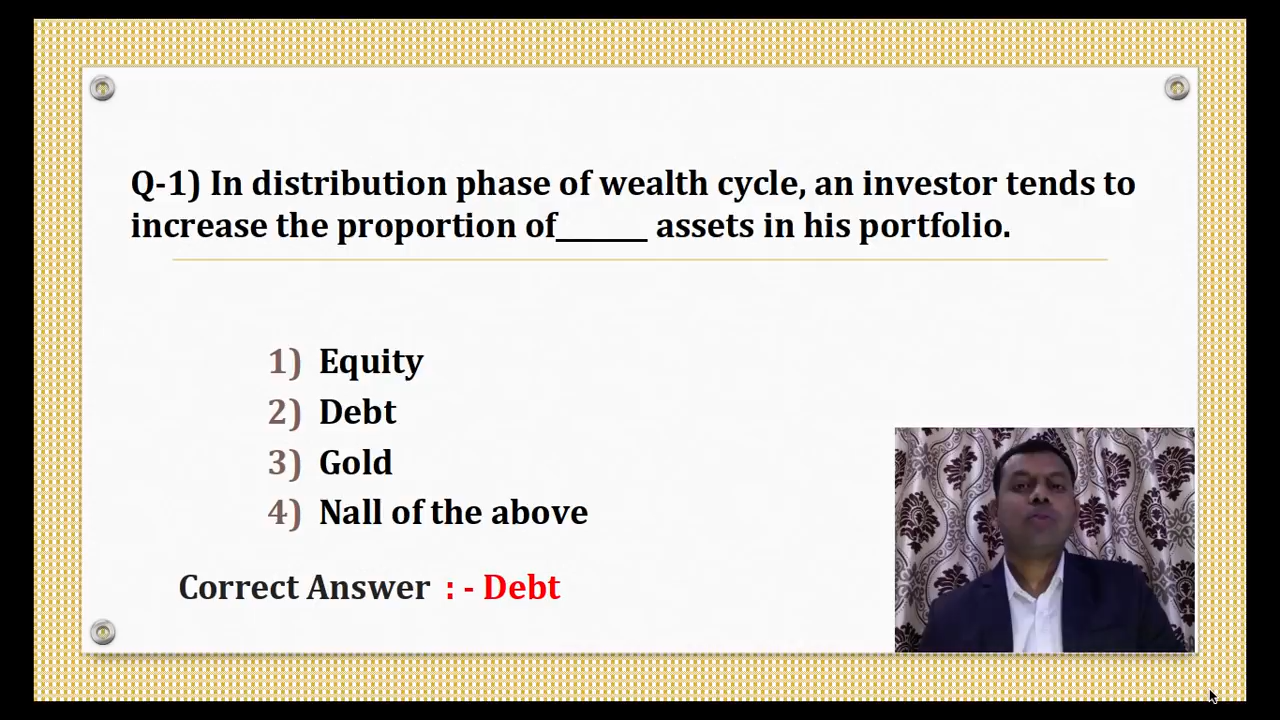 Q-1) In distribution phase of wealth cycle, an investor tends to
increase the proportion of______ assets in his portfolio.
1) Equity
2) Debt
3) Gold
4) Nall of the above
Correct Answer : - Debt